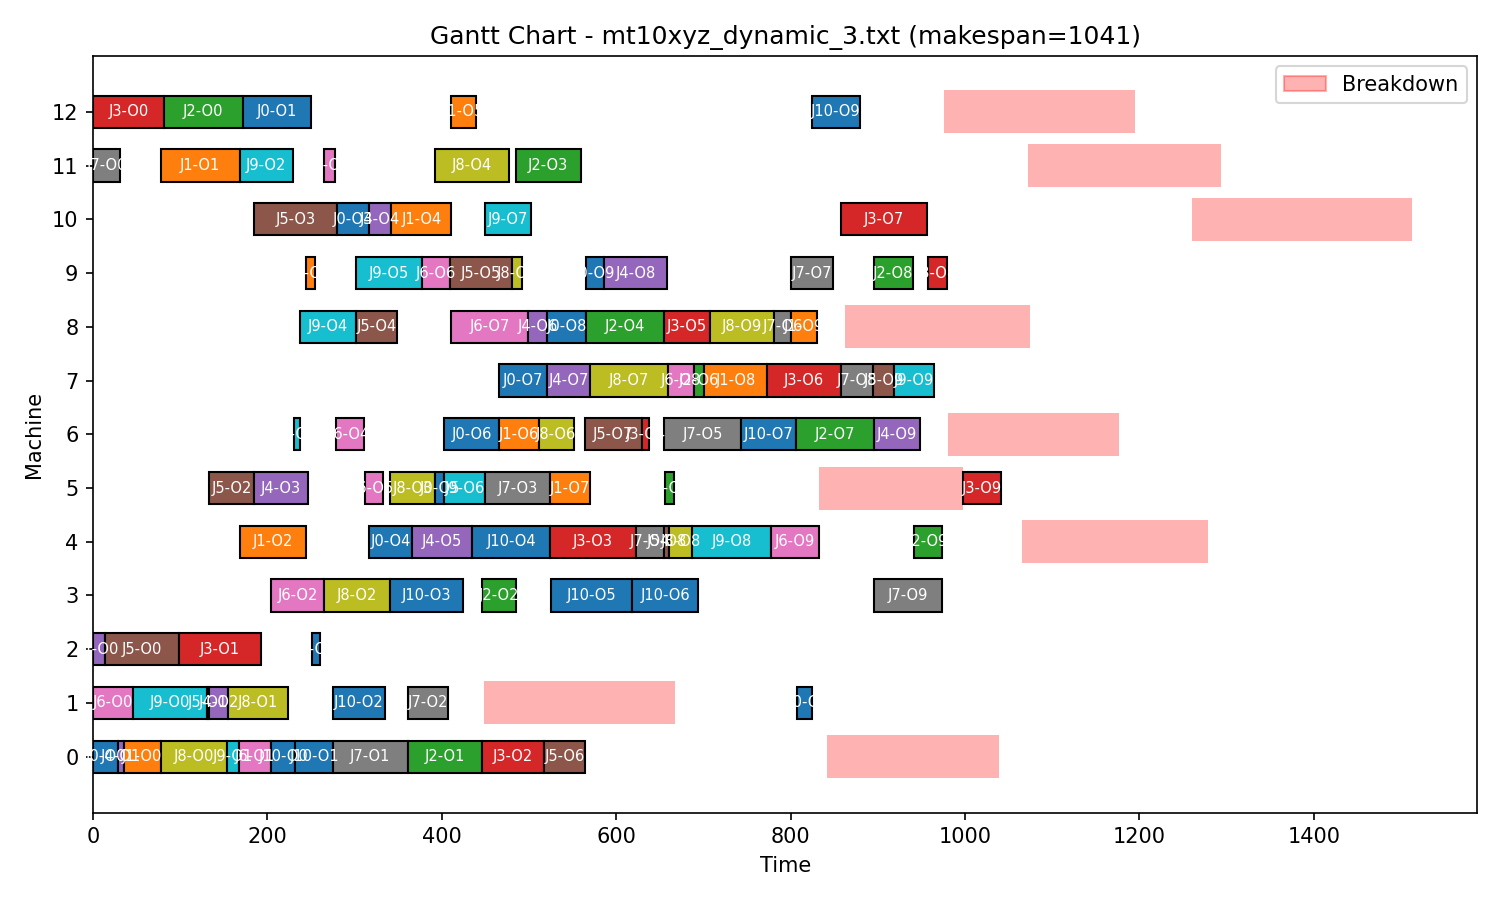 Gantt Chart - mt10xyz_dynamic_3.txt (makespan=1041)
Breakdown
12 J3-O0 J2-O0 J0-O1 J10-O9
11 J1-O1 J9-O2 J8-O4 J2-O3
10 J5-O3 J1-O4 J9-O7 J3-O7
9 J9-O5 J6-O6 J5-O5 J4-O8 J7-O7 J2-O8
8 J9-O4 J5-O4 J6-O7 J0-O8 J2-O4 J3-O5 J8-O9
7 J0-O7 J4-O7 J8-O7 J1-O8 J3-O6 J9-O9
6 J0-O6 J1-O6 J8-O6 J5-O7 J7-O5 J10-O7 J2-O7 J4-O9
5 J5-O2 J4-O3 J9-O6 J7-O3 J1-O7 J3-O9
4 J1-O2 J0-O4 J4-O5 J10-O4 J3-O3 J9-O8 J6-O9
3 J6-O2 J8-O2 J10-O3 J10-O5 J10-O6 J7-O9
2 J5-O0 J3-O1
1 J6-O0 J9-O0 J8-O1 J10-O2 J7-O2
0 J8-O0 J10-O1 J7-O1 J2-O1 J3-O2 J5-O6
Machine
0 200 400 600 800 1000 1200 1400
Time